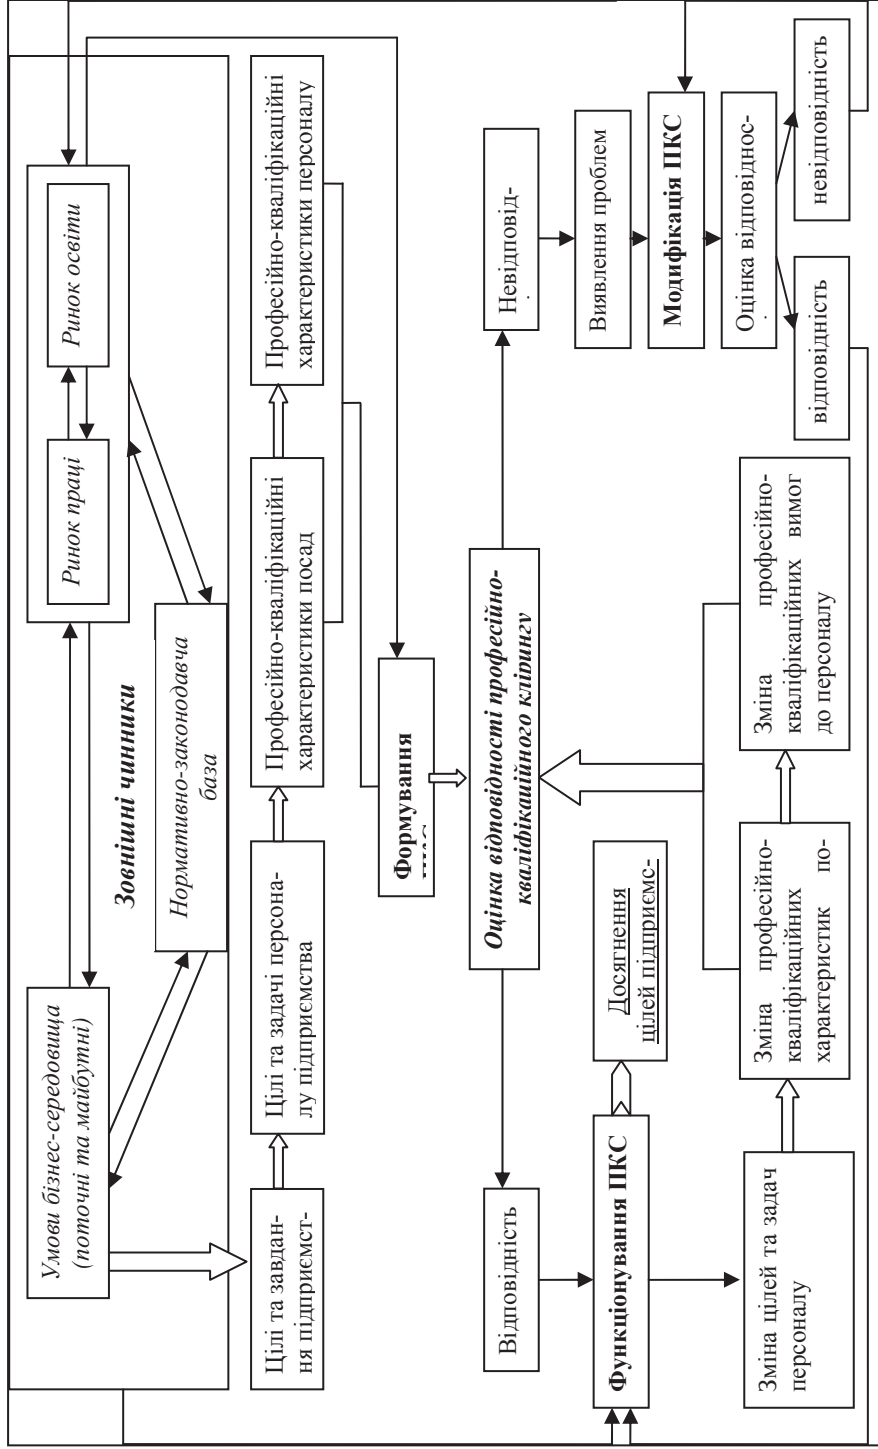 Зовнішні чинники
Умови бізнес-середовища
(поточні та майбутні)
Ринок праці
Ринок освіти
Нормативно-законодавча
база
Цілі та завдан-
ня підприємст-
Цілі та задачі персона-
лу підприємства
Професійно-кваліфікаційні
характеристики посад
Професійно-кваліфікаційні
характеристики персоналу
Формування
Оцінка відповідності професійно-
кваліфікаційного клірингу
Відповідність
Невідповід-
Функціонування ПКС
Досягнення
цілей підприємс-
Виявлення проблем
Модифікація ПКС
Оцінка відповіднос-
відповідність
невідповідність
Зміна цілей та задач
персоналу
Зміна професійно-
кваліфікаційних
характеристик по-
Зміна професійно-
кваліфікаційних вимог
до персоналу